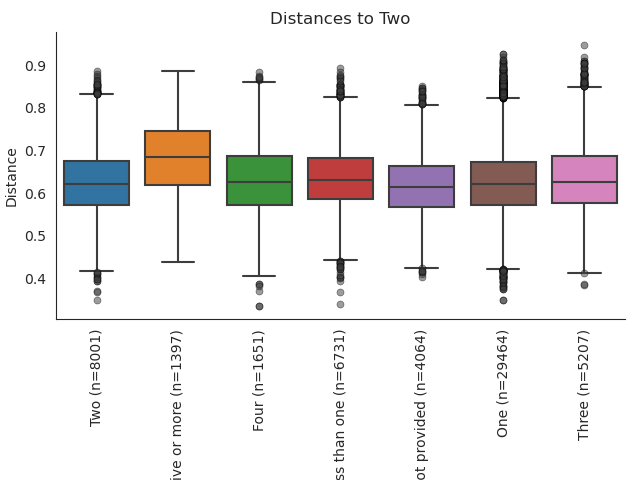 Distances to Two
Distance
0.9
0.8
0.7
0.6
0.5
0.4
Two (n=8001)
ive or more (n=1397)
Four (n=1651)
ss than one (n=6731)
ot provided (n=4064)
One (n=29464)
Three (n=5207)